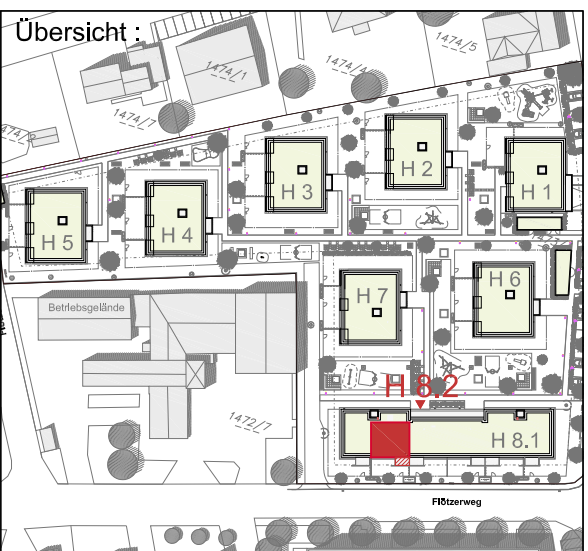 Übersicht :
1474/5
1474/1
1474/4
1474/7
H 2
H 3
H 1
H 4
H 5
H 6
H 7
Betriebsgelände
H 8.2
1472/7
H 8.1
Flötzerweg